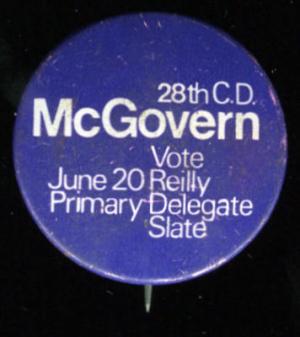 28th C.D.
McGovern
Vote
June 20 Reilly
Primary Delegate
Slate